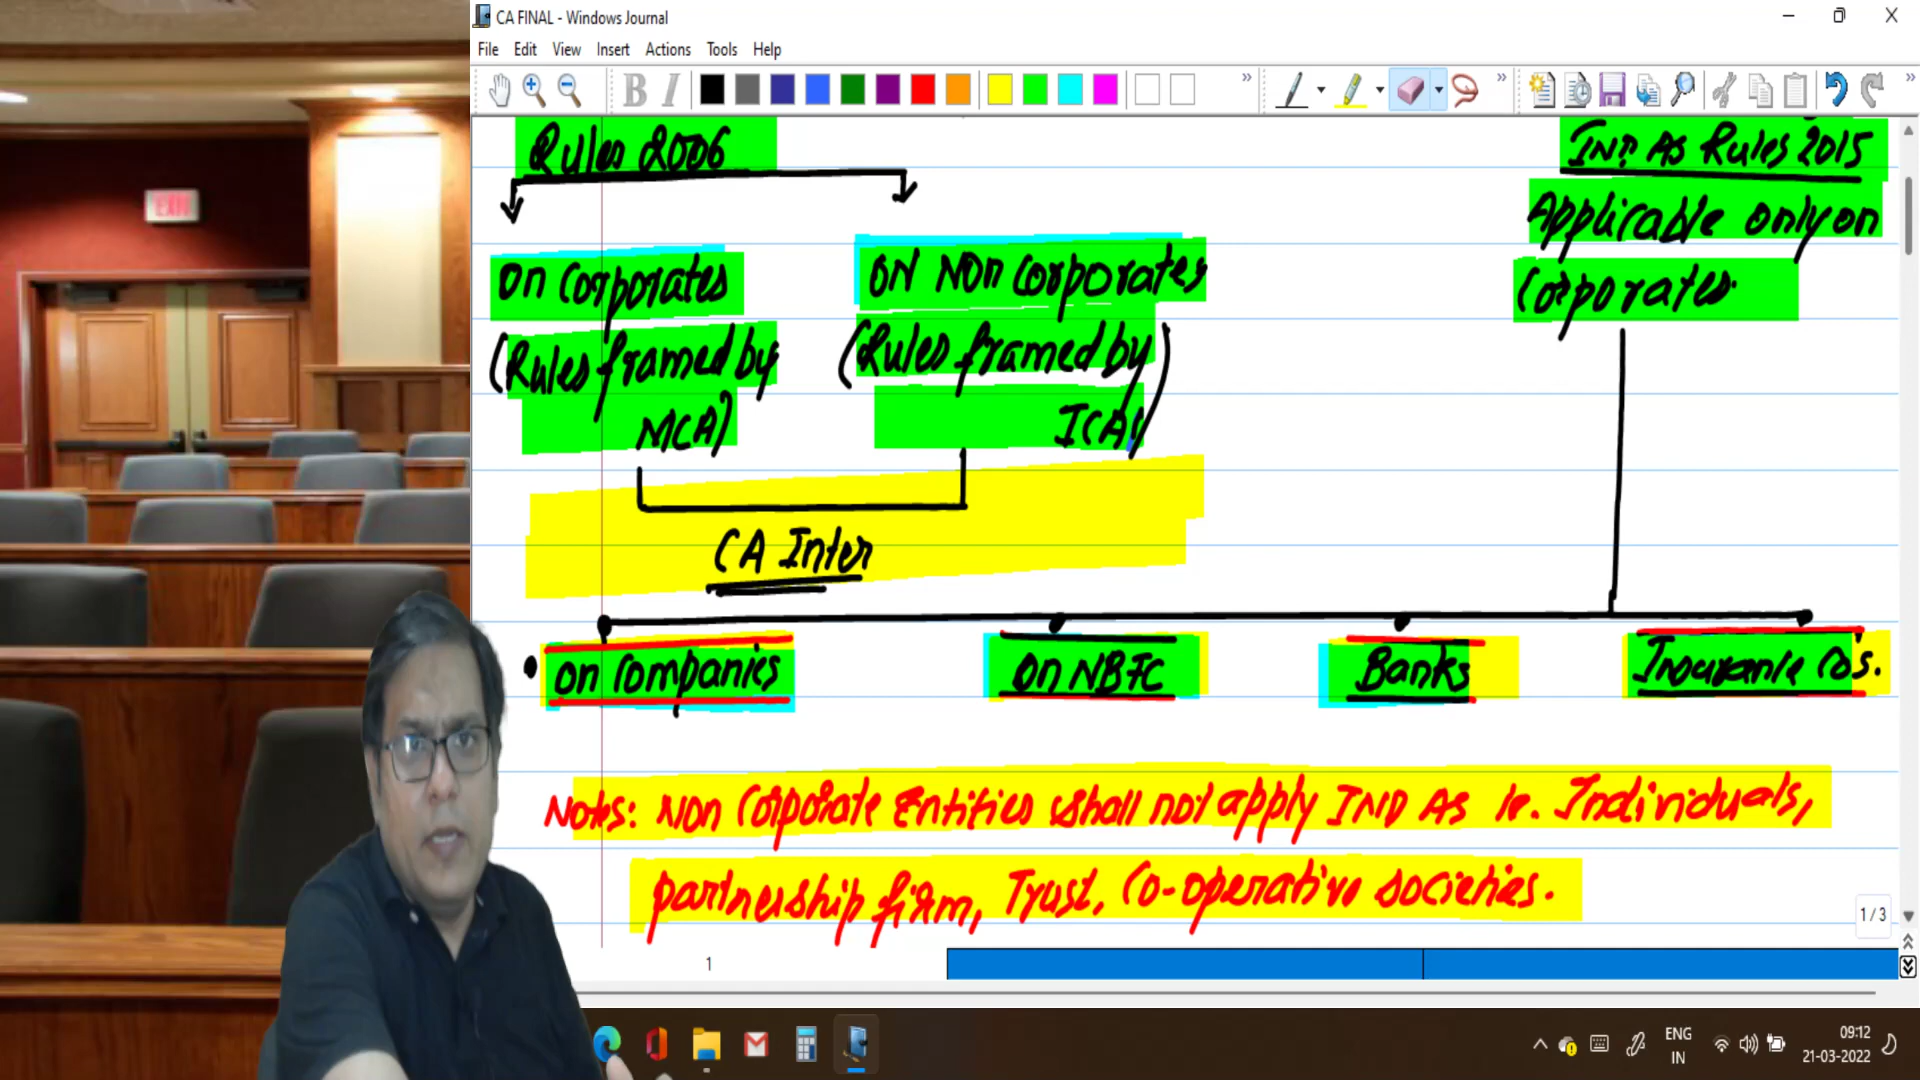 CA FINAL - Windows Journal
File Edit View Insert Actions Tools Help
B I
EXIT
Rules 2006
IND AS Rules 2015
Applicable only on
Corporates.
On Corporates
(Rules framed by
MCA)
ON NON Corporates
(Rules framed by
ICAI)
CA Inter
On Companies
On NBFC
Banks
Insurance Cos.
Notes: Non Corporate Entities shall not apply IND AS ie. Individuals,
partnership firm, Trust, Co-operative societies.
1 / 3
1
ENG
IN
09:12
21-03-2022